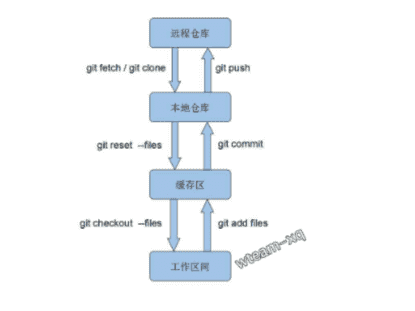 远程仓库
git fetch / git clone
git push
本地仓库
git reset --files
git commit
缓存区
git checkout --files
git add files
wteam-xq
工作区间